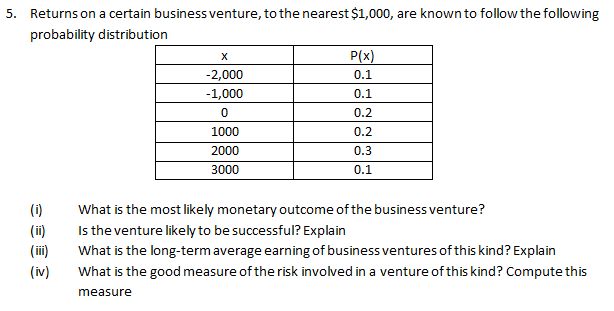 5. Returns on a certain business venture, to the nearest $1,000, are known to follow the following
probability distribution
x P(x)
-2,000 0.1
-1,000 0.1
0 0.2
1000 0.2
2000 0.3
3000 0.1
(i) What is the most likely monetary outcome of the business venture?
(ii) Is the venture likely to be successful? Explain
(iii) What is the long-term average earning of business ventures of this kind? Explain
(iv) What is the good measure of the risk involved in a venture of this kind? Compute this
measure